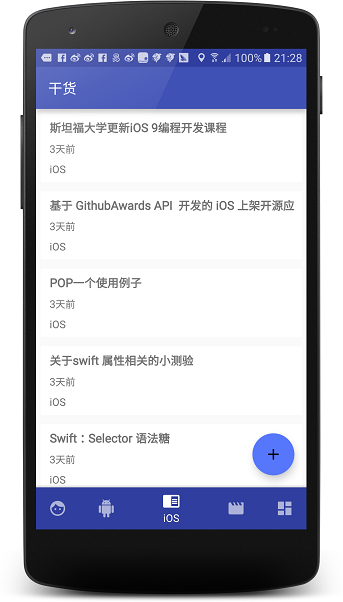 100% 21:28
干货
斯坦福大学更新iOS 9编程开发课程
3天前
iOS
基于 GithubAwards API 开发的 iOS 上架开源应
3天前
iOS
POP一个使用例子
3天前
iOS
关于swift 属性相关的小测验
3天前
iOS
Swift：Selector 语法糖
3天前
iOS
iOS